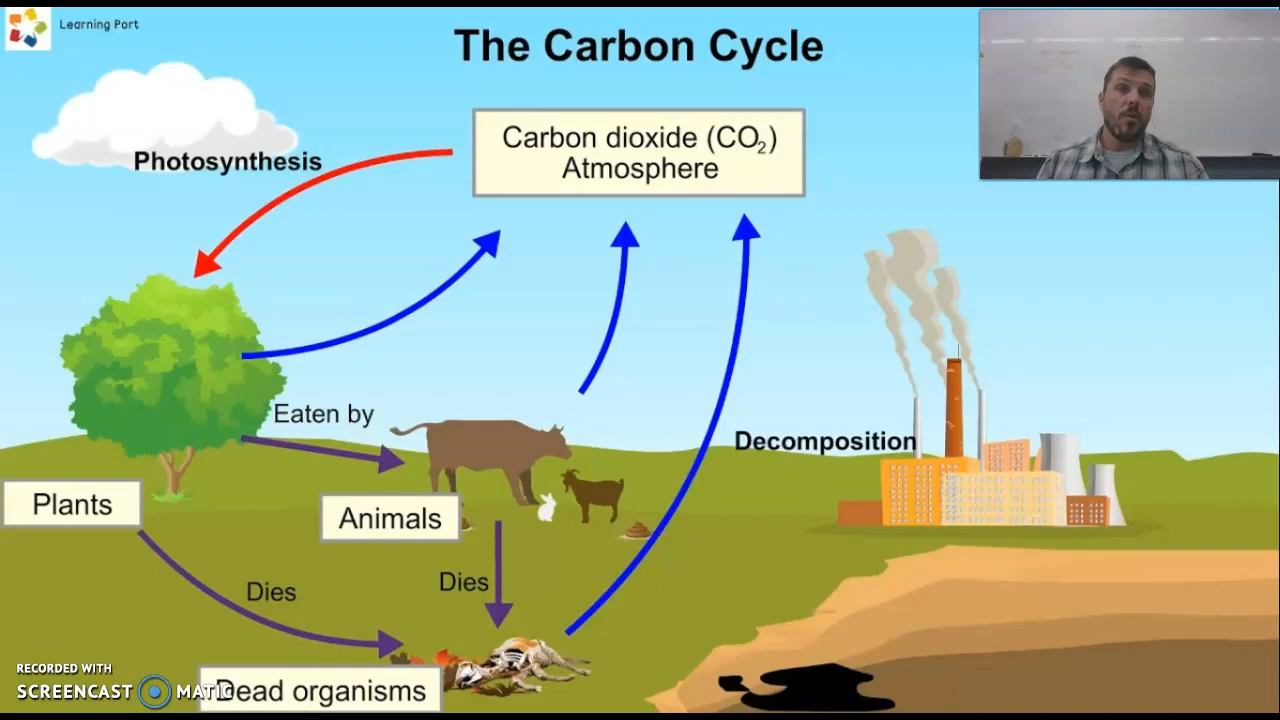 Learning Port
The Carbon Cycle
Carbon dioxide (CO₂)
Atmosphere
Photosynthesis
Eaten by
Decomposition
Plants
Animals
Dies
Dies
RECORDED WITH
SCREENCAST MATIC
Dead organisms